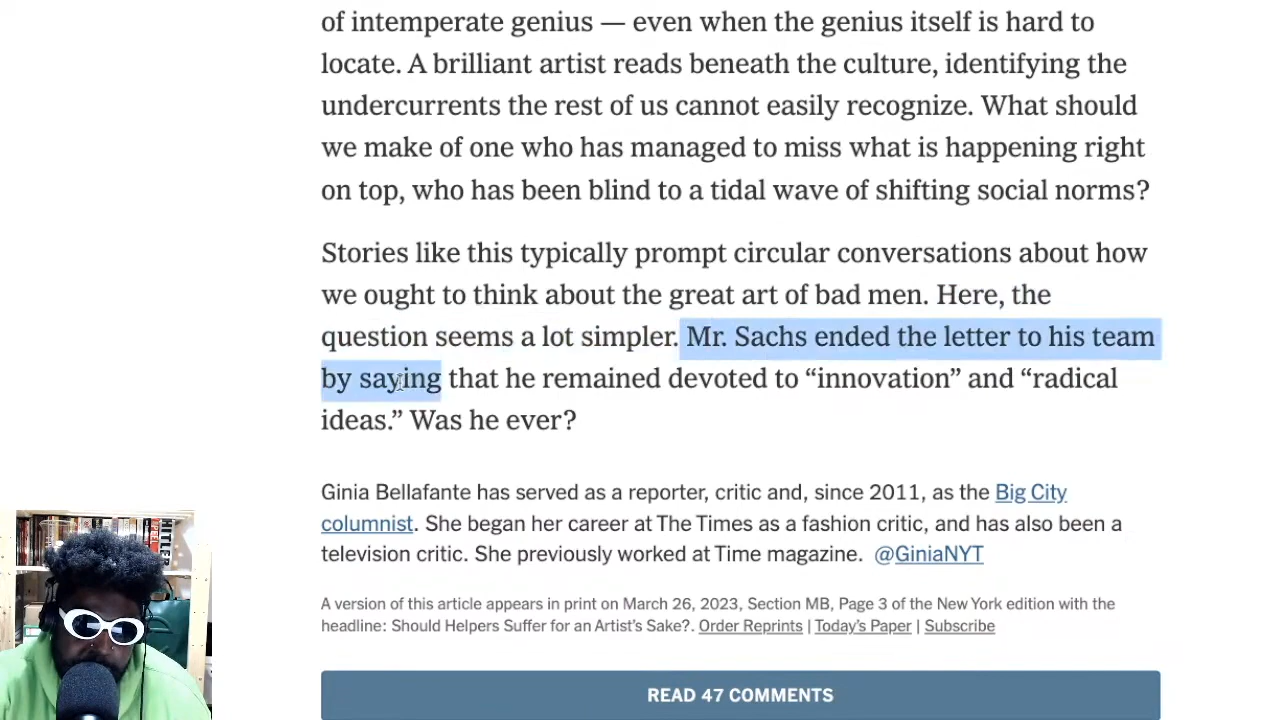 of intemperate genius — even when the genius itself is hard to
locate. A brilliant artist reads beneath the culture, identifying the
undercurrents the rest of us cannot easily recognize. What should
we make of one who has managed to miss what is happening right
on top, who has been blind to a tidal wave of shifting social norms?
Stories like this typically prompt circular conversations about how
we ought to think about the great art of bad men. Here, the
question seems a lot simpler. Mr. Sachs ended the letter to his team
by saying that he remained devoted to “innovation” and “radical
ideas.” Was he ever?
Ginia Bellafante has served as a reporter, critic and, since 2011, as the Big City
columnist. She began her career at The Times as a fashion critic, and has also been a
television critic. She previously worked at Time magazine. @GiniaNYT
A version of this article appears in print on March 26, 2023, Section MB, Page 3 of the New York edition with the
headline: Should Helpers Suffer for an Artist’s Sake?. Order Reprints | Today’s Paper | Subscribe
READ 47 COMMENTS